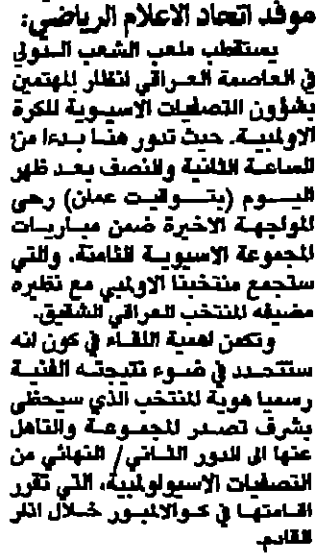 موفد اتحاد الاعلام الرياضي:
يستقطب ملعب الشعب الدولي
في العاصمة العراقي انظار المهتمين
بشؤون التصفيات الاسيوية للكرة
الاولمبية، حيث تدور هنا بدءا من
الساعة الثانية والنصف بعد ظهر
اليوم (بتوقيت عمان) رحى
المواجهة الاخيرة ضمن مباريات
المجموعة الاسيوية الثامنة، والتي
ستجمع منتخبنا الاولمبي مع نظيره
مضيفه المنتخب العراقي الشقيق.
وتكمن اهمية اللقاء في كون انه
ستتحدد في ضوء نتيجته الفنية
رسميا هوية المنتخب الذي سيحظى
بشرف تصدر المجموعة والتاهل
عنها الى الدور الثاني/ النهائي من
التصفيات الاسيولولمبية، التي تقرر
اقامتها في كوالالمبور خلال اذار
القادم.